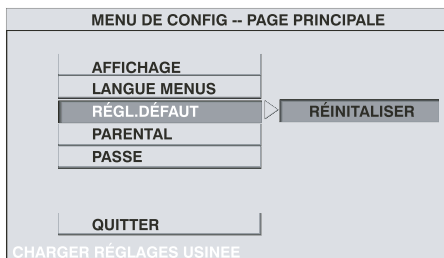 MENU DE CONFIG -- PAGE PRINCIPALE
AFFICHAGE
LANGUE MENUS
RÉGL.DÉFAUT RÉINITALISER
PARENTAL
PASSE
QUITTER
CHARGER RÉGLAGES USINEE